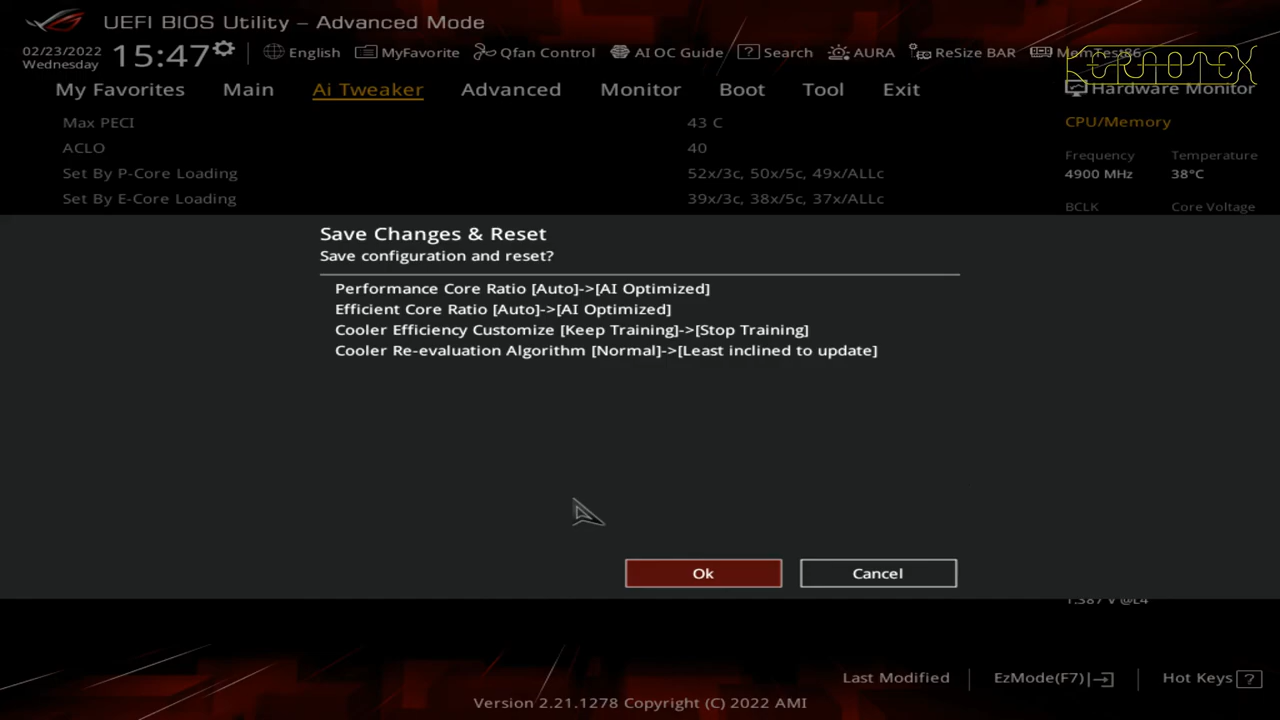 UEFI BIOS Utility – Advanced Mode
02/23/2022
Wednesday
15:47
English
MyFavorite
Qfan Control
AI OC Guide
? Search
AURA
ReSize BAR
MemTest86
KERNOTEX
My Favorites
Main
Ai Tweaker
Advanced
Monitor
Boot
Tool
Exit
Hardware Monitor
Max PECI 43 C
CPU/Memory
ACLO 40
Frequency Temperature
Set By P-Core Loading 52x/3c, 50x/5c, 49x/ALLc
4900 MHz 38°C
Set By E-Core Loading 39x/3c, 38x/5c, 37x/ALLc
BCLK Core Voltage
Save Changes & Reset
Save configuration and reset?
Performance Core Ratio [Auto]->[AI Optimized]
Efficient Core Ratio [Auto]->[AI Optimized]
Cooler Efficiency Customize [Keep Training]->[Stop Training]
Cooler Re-evaluation Algorithm [Normal]->[Least inclined to update]
Ok
Cancel
1.387 V @L4
Last Modified
EzMode(F7)
Hot Keys ?
Version 2.21.1278 Copyright (C) 2022 AMI